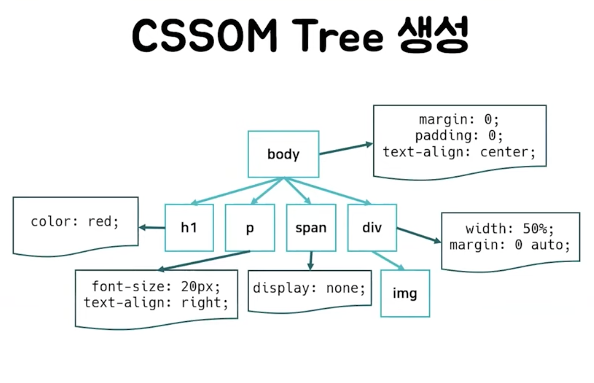 CSSOM Tree 생성
margin: 0;
padding: 0;
text-align: center;
body
color: red;
h1
p
span
div
width: 50%;
margin: 0 auto;
font-size: 20px;
text-align: right;
display: none;
img